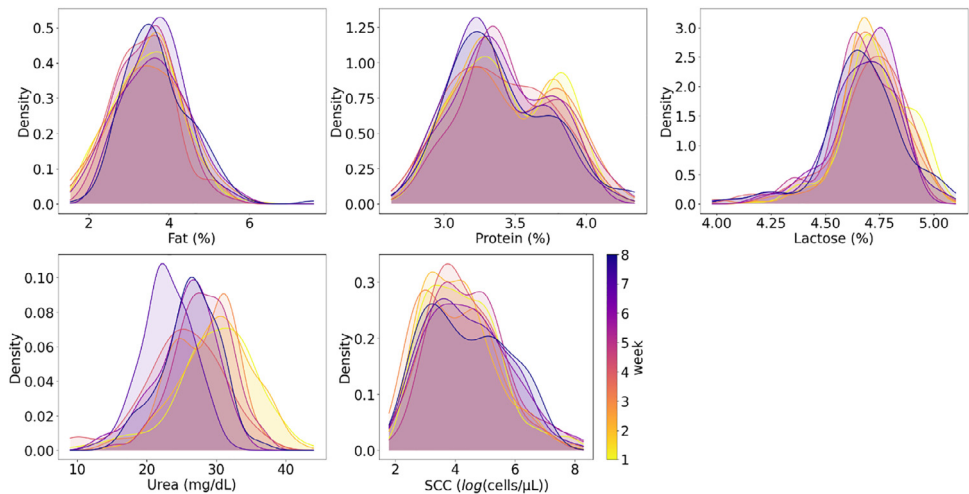 0.5
0.4
0.3
0.2
0.1
0.0
Density
2 4 6
Fat (%)
1.25
1.00
0.75
0.50
0.25
0.00
Density
3.0 3.5 4.0
Protein (%)
3.0
2.5
2.0
1.5
1.0
0.5
0.0
Density
4.00 4.25 4.50 4.75 5.00
Lactose (%)
0.10
0.08
0.06
0.04
0.02
0.00
Density
10 20 30 40
Urea (mg/dL)
0.3
0.2
0.1
0.0
Density
2 4 6 8
SCC (log(cells/μL))
8
7
6
5
4
3
2
1
week